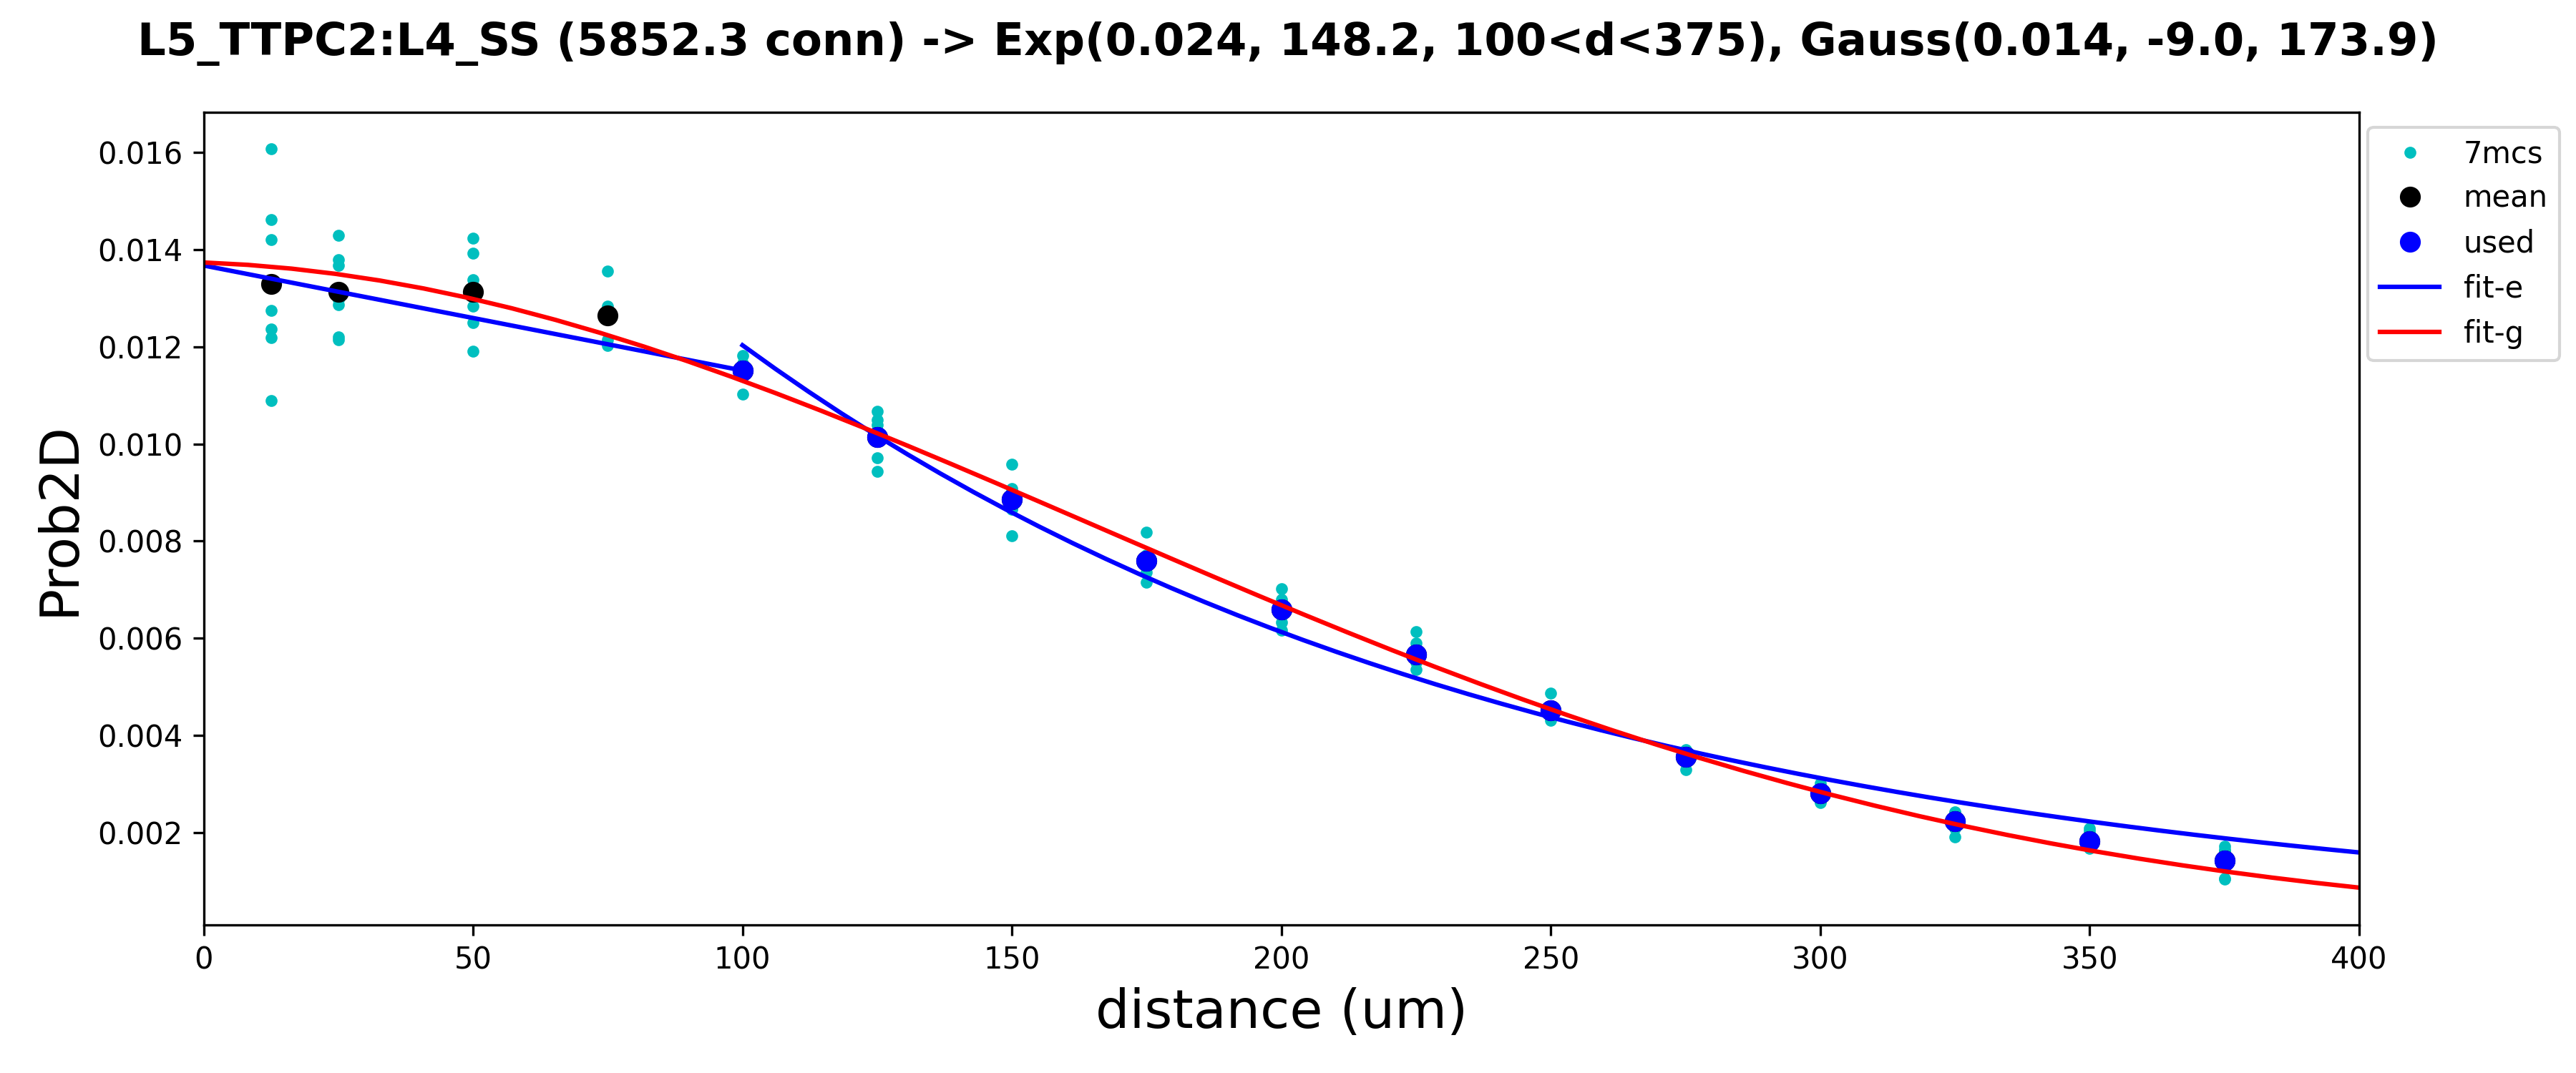 L5_TTPC2:L4_SS (5852.3 conn) -> Exp(0.024, 148.2, 100<d<375), Gauss(0.014, -9.0, 173.9)
0.016
0.014
0.012
0.010
0.008
0.006
0.004
0.002
Prob2D
0 50 100 150 200 250 300 350 400
distance (um)
7mcs
mean
used
fit-e
fit-g